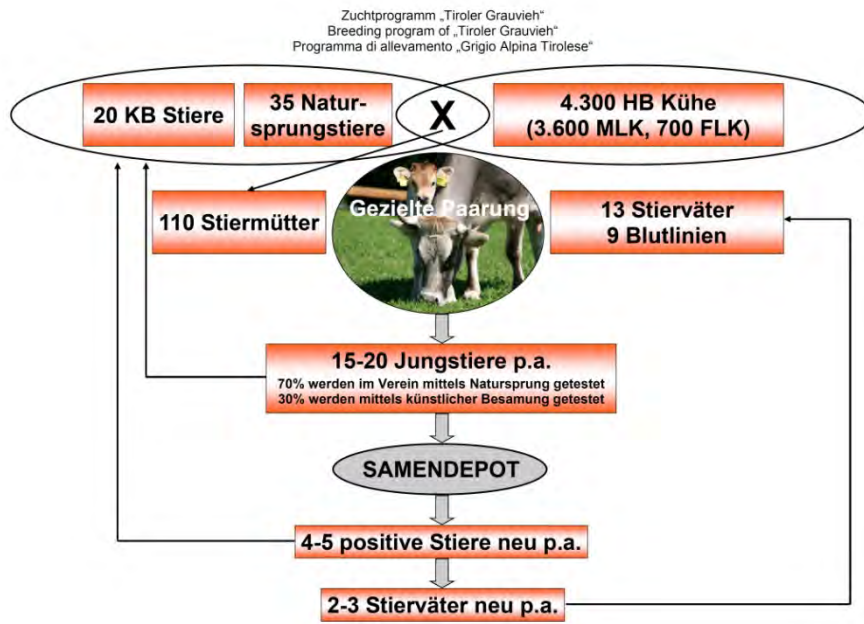 Zuchtprogramm „Tiroler Grauvieh“
Breeding program of „Tiroler Grauvieh“
Programma di allevamento „Grigio Alpina Tirolese“
20 KB Stiere
35 Natur-
sprungstiere
X
4.300 HB Kühe
(3.600 MLK, 700 FLK)
110 Stiermütter
Gezielte Paarung
13 Stierväter
9 Blutlinien
15-20 Jungstiere p.a.
70% werden im Verein mittels Natursprung getestet
30% werden mittels künstlicher Besamung getestet
SAMENDEPOT
4-5 positive Stiere neu p.a.
2-3 Stierväter neu p.a.